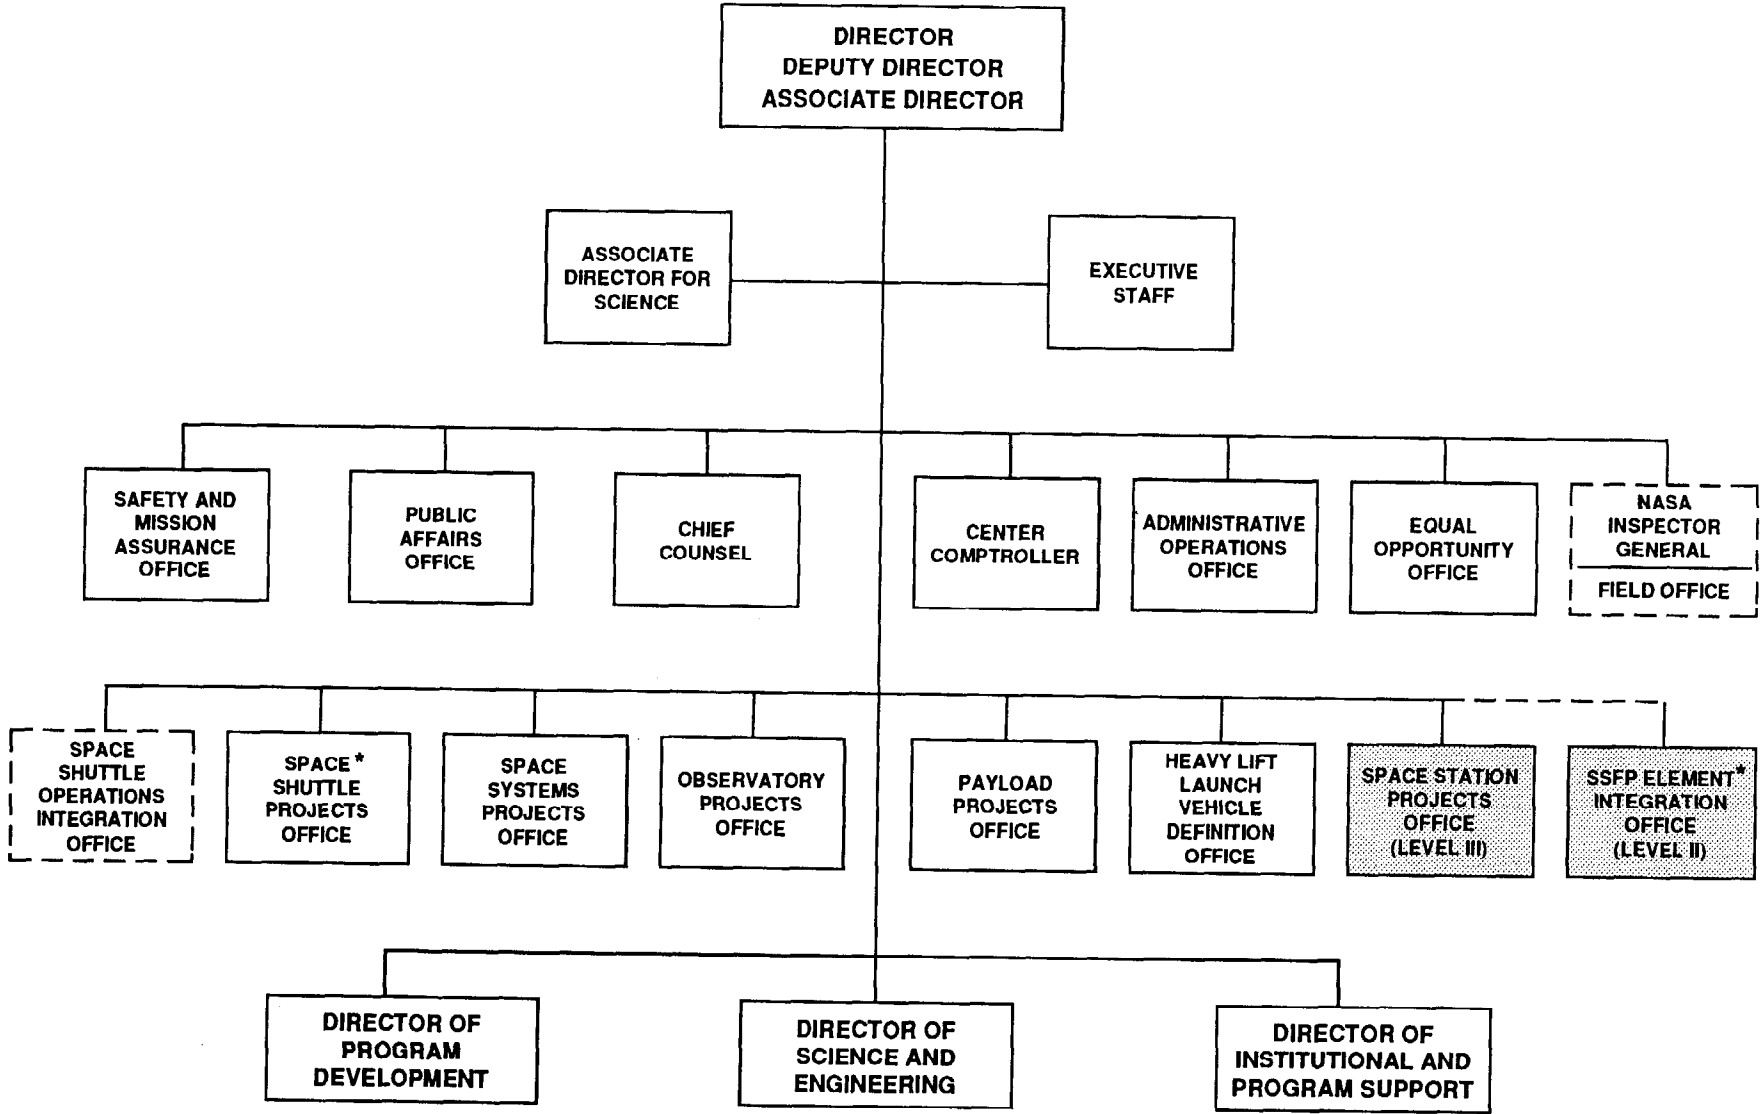 DIRECTOR
DEPUTY DIRECTOR
ASSOCIATE DIRECTOR
ASSOCIATE
DIRECTOR FOR
SCIENCE
EXECUTIVE
STAFF
SAFETY AND
MISSION
ASSURANCE
OFFICE
PUBLIC
AFFAIRS
OFFICE
CHIEF
COUNSEL
CENTER
COMPTROLLER
ADMINISTRATIVE
OPERATIONS
OFFICE
EQUAL
OPPORTUNITY
OFFICE
NASA
INSPECTOR
GENERAL
FIELD OFFICE
SPACE
SHUTTLE
OPERATIONS
INTEGRATION
OFFICE
SPACE *
SHUTTLE
PROJECTS
OFFICE
SPACE
SYSTEMS
PROJECTS
OFFICE
OBSERVATORY
PROJECTS
OFFICE
PAYLOAD
PROJECTS
OFFICE
HEAVY LIFT
LAUNCH
VEHICLE
DEFINITION
OFFICE
SPACE STATION
PROJECTS
OFFICE
(LEVEL III)
SSFP ELEMENT*
INTEGRATION
OFFICE
(LEVEL II)
DIRECTOR OF
PROGRAM
DEVELOPMENT
DIRECTOR OF
SCIENCE AND
ENGINEERING
DIRECTOR OF
INSTITUTIONAL AND
PROGRAM SUPPORT